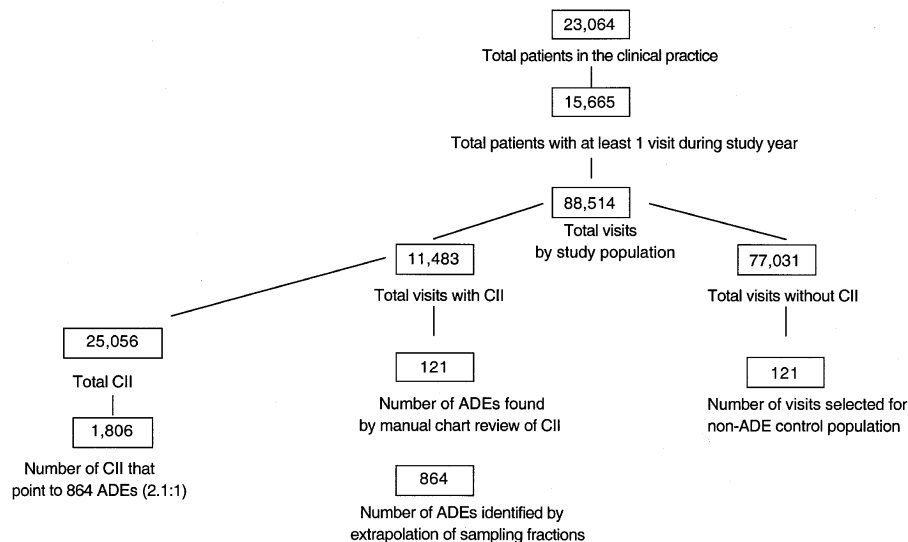 23,064
Total patients in the clinical practice
15,665
Total patients with at least 1 visit during study year
88,514
Total visits
by study population
11,483
Total visits with CII
77,031
Total visits without CII
25,056
Total CII
1,806
Number of CII that
point to 864 ADEs (2.1:1)
121
Number of ADEs found
by manual chart review of CII
864
Number of ADEs identified by
extrapolation of sampling fractions
121
Number of visits selected for
non-ADE control population